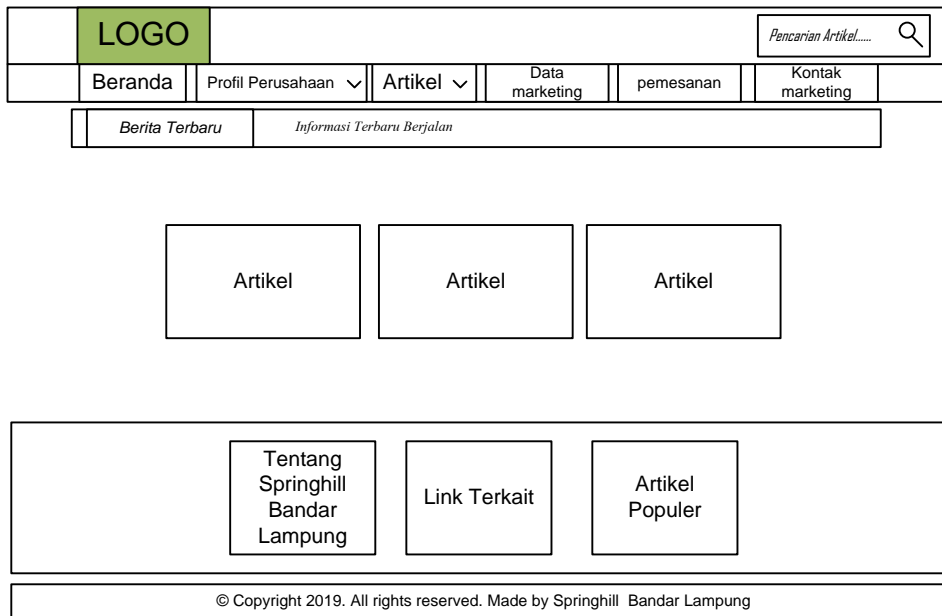 LOGO
Pencarian Artikel......
Beranda
Profil Perusahaan
Artikel
Data
marketing
pemesanan
Kontak
marketing
Berita Terbaru
Informasi Terbaru Berjalan
Artikel
Artikel
Artikel
Tentang
Springhill
Bandar
Lampung
Link Terkait
Artikel
Populer
© Copyright 2019. All rights reserved. Made by Springhill Bandar Lampung